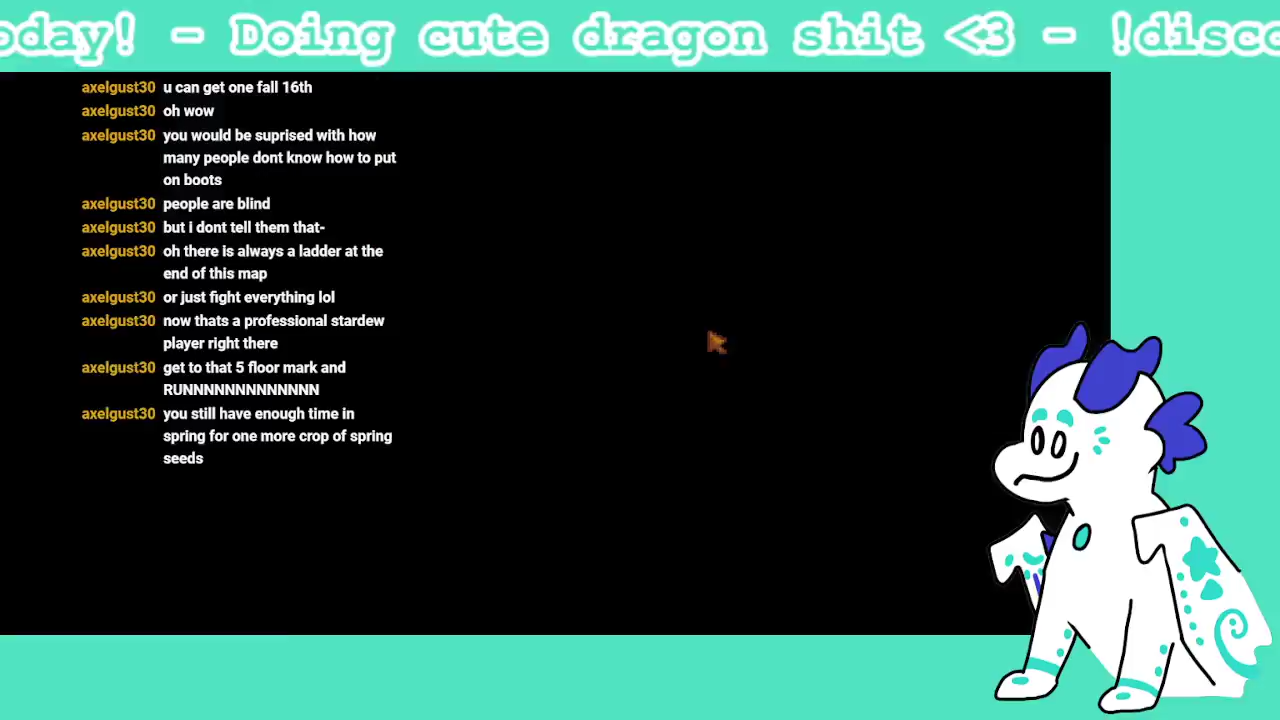 oday! - Doing cute dragon shit <3 - !disco
axelgust30 u can get one fall 16th
axelgust30 oh wow
axelgust30 you would be suprised with how
many people dont know how to put
on boots
axelgust30 people are blind
axelgust30 but i dont tell them that-
axelgust30 oh there is always a ladder at the
end of this map
axelgust30 or just fight everything lol
axelgust30 now thats a professional stardew
player right there
axelgust30 get to that 5 floor mark and
RUNNNNNNNNNNNNN
axelgust30 you still have enough time in
spring for one more crop of spring
seeds